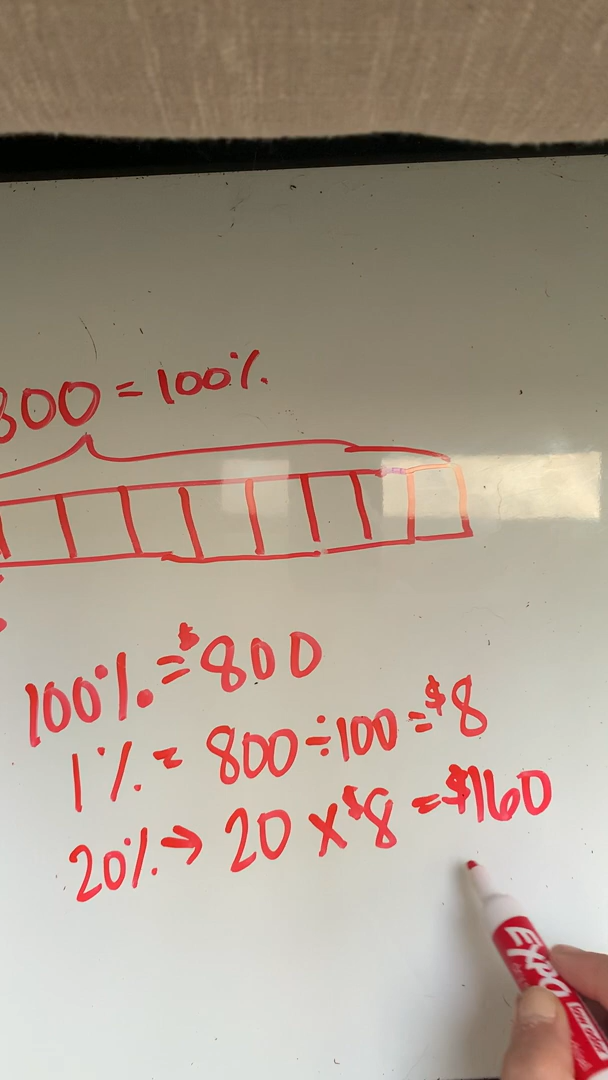 800 = 100%
100% = $800
1% = 800 ÷ 100 = $8
20% → 20 x $8 = $160
EXPO